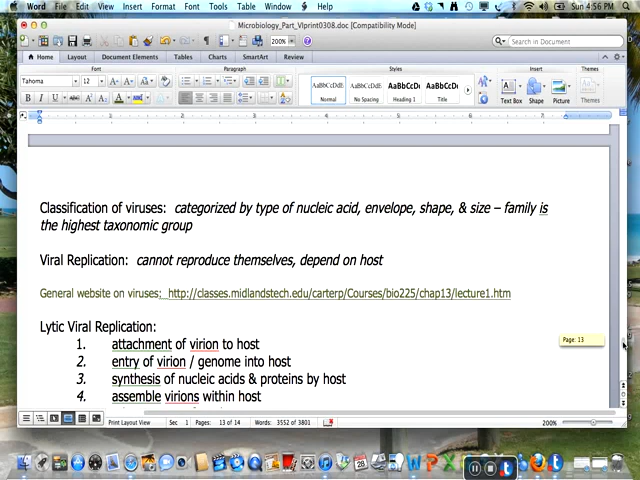 Word File Edit View Insert Format Font Tools Table Window Help Sun 4:56 PM
Microbiology_Part_VIprint0308.doc [Compatibility Mode]
200% Search in Document
Home Layout Document Elements Tables Charts SmartArt Review
Font Paragraph Styles Insert Themes
Tahoma 12
Normal No Spacing Heading 1 Title Text Box Shape Picture Themes
Classification of viruses: categorized by type of nucleic acid, envelope, shape, & size – family is
the highest taxonomic group
Viral Replication: cannot reproduce themselves, depend on host
General website on viruses: http://classes.midlandstech.edu/carterp/Courses/bio225/chap13/lecture1.htm
Lytic Viral Replication:
Page: 13
1. attachment of virion to host
2. entry of virion / genome into host
3. synthesis of nucleic acids & proteins by host
4. assemble virions within host
Print Layout View Sec 1 Pages: 13 of 14 Words: 3552 of 3801 200%